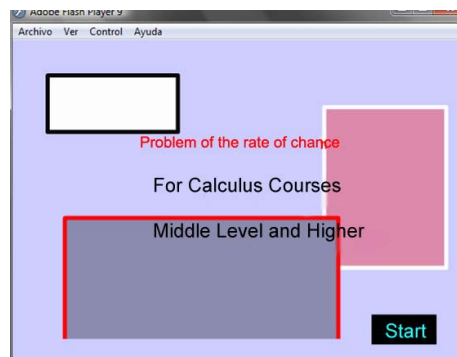 Adobe Flash Player 9
Archivo Ver Control Ayuda
Problem of the rate of chance
For Calculus Courses
Middle Level and Higher
Start